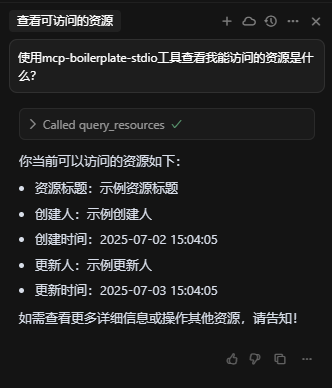 查看可访问的资源
使用mcp-boilerplate-stdio工具查看我能访问的资源是什
么？
Called query_resources
你当前可以访问的资源如下：
• 资源标题：示例资源标题
• 创建人：示例创建人
• 创建时间：2025-07-02 15:04:05
• 更新人：示例更新人
• 更新时间：2025-07-03 15:04:05
如需查看更多详细信息或操作其他资源，请告知！